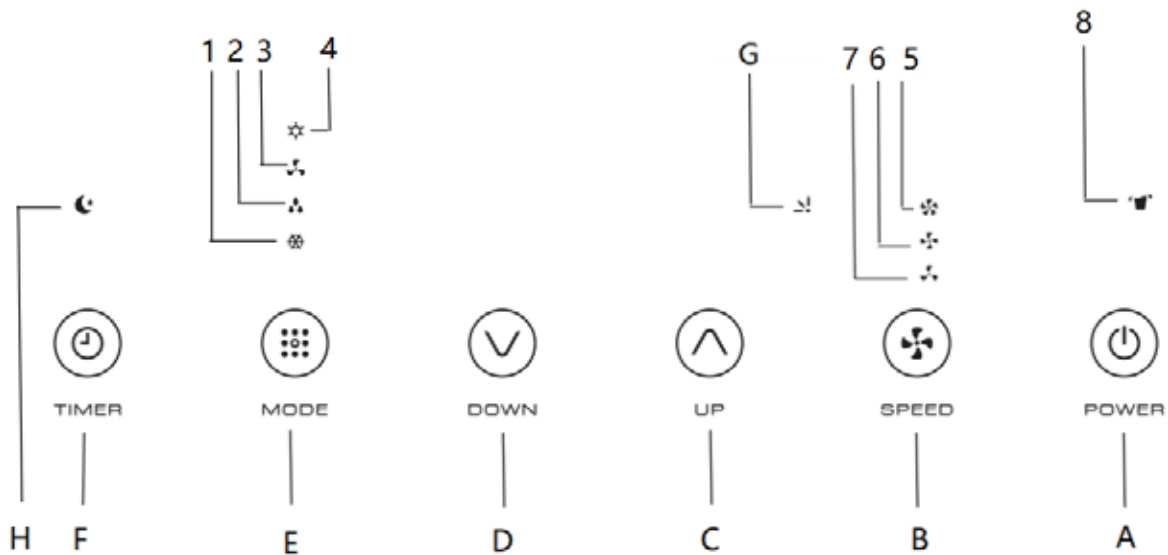 8
1 2 3 4
G
7 6 5
TIMER MODE DOWN UP SPEED POWER
H F E D C B A